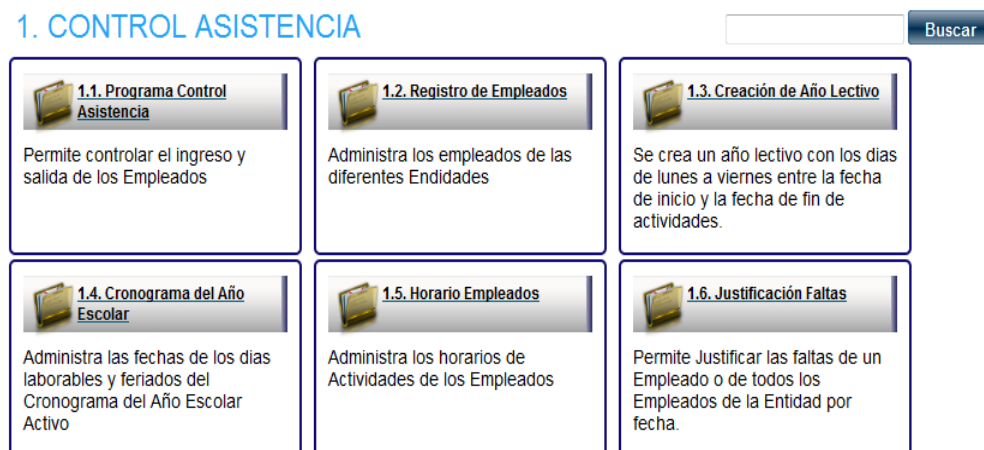 1. CONTROL ASISTENCIA
Buscar
1.1. Programa Control
Asistencia
Permite controlar el ingreso y
salida de los Empleados
1.2. Registro de Empleados
Administra los empleados de las
diferentes Endidades
1.3. Creación de Año Lectivo
Se crea un año lectivo con los dias
de lunes a viernes entre la fecha
de inicio y la fecha de fin de
actividades.
1.4. Cronograma del Año
Escolar
Administra las fechas de los dias
laborables y feriados del
Cronograma del Año Escolar
Activo
1.5. Horario Empleados
Administra los horarios de
Actividades de los Empleados
1.6. Justificación Faltas
Permite Justificar las faltas de un
Empleado o de todos los
Empleados de la Entidad por
fecha.